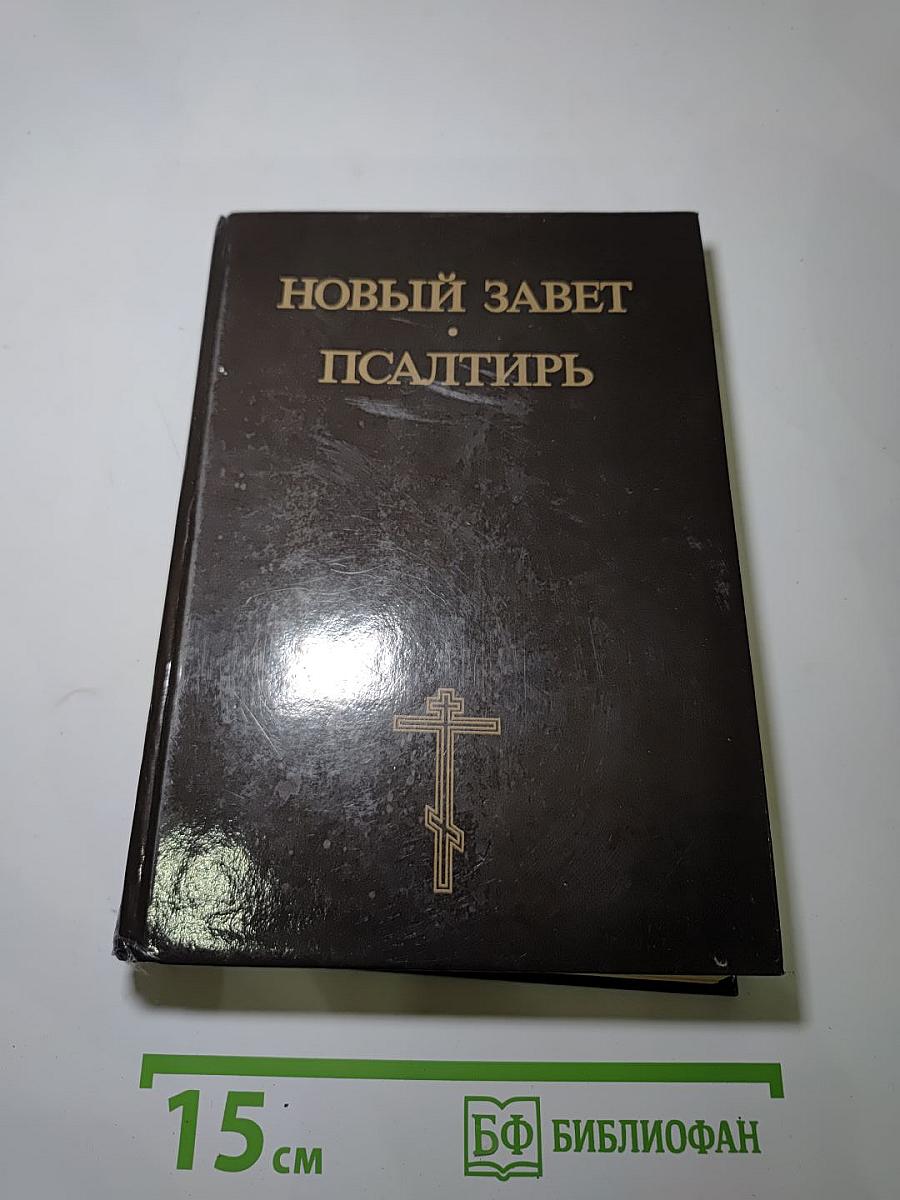 НОВЫЙ ЗАВЕТ
•
ПСАЛТИРЬ
15 см
БФ БИБЛИОФАН